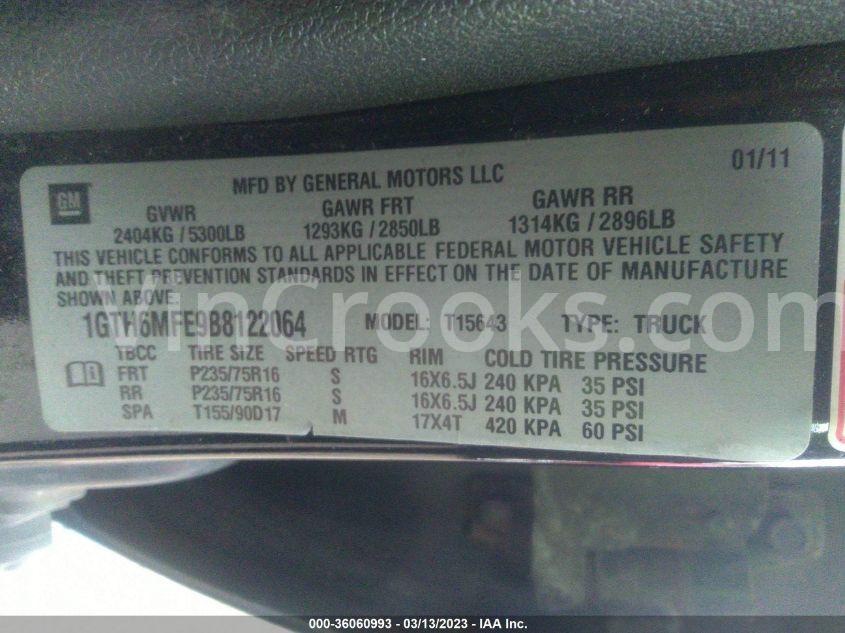 01/11
GM
MFD BY GENERAL MOTORS LLC
GVWR GAWR FRT GAWR RR
2404KG / 5300LB 1293KG / 2850LB 1314KG / 2896LB
THIS VEHICLE CONFORMS TO ALL APPLICABLE FEDERAL MOTOR VEHICLE SAFETY
AND THEFT PREVENTION STANDARDS IN EFFECT ON THE DATE OF MANUFACTURE
SHOWN ABOVE.
VinCrooks.com
1GTH6MFE9B8122064 MODEL: T15643 TYPE: TRUCK
TBCC TIRE SIZE SPEED RTG RIM COLD TIRE PRESSURE
FRT P235/75R16 S 16X6.5J 240 KPA 35 PSI
RR P235/75R16 S 16X6.5J 240 KPA 35 PSI
SPA T155/90D17 M 17X4T 420 KPA 60 PSI
000-36060993 — 03/13/2023 — IAA Inc.